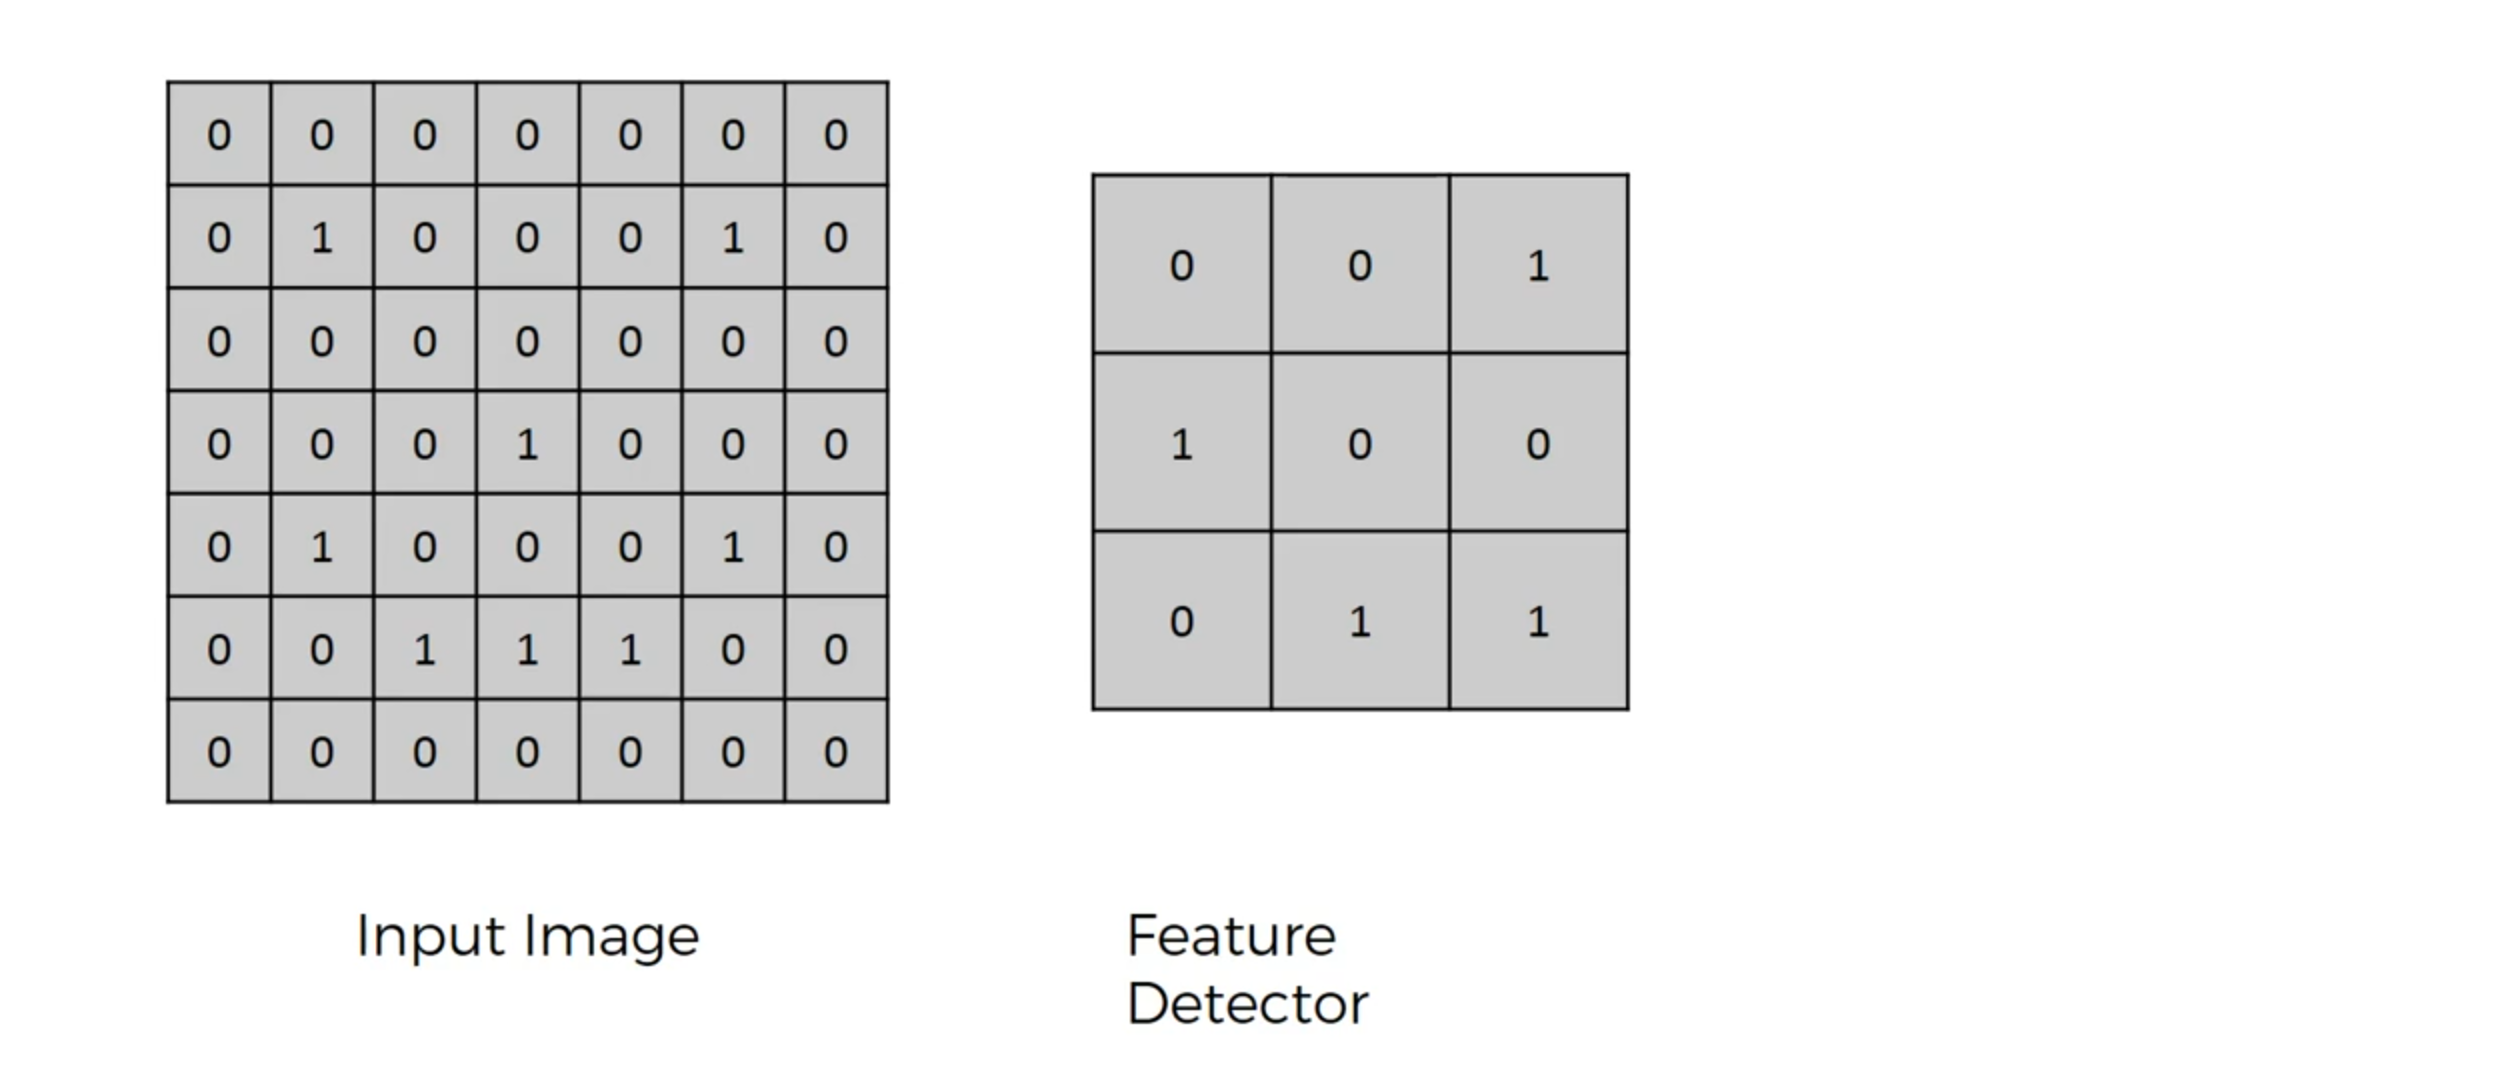 0 0 0 0 0 0 0
0 1 0 0 0 1 0
0 0 0 0 0 0 0
0 0 0 1 0 0 0
0 1 0 0 0 1 0
0 0 1 1 1 0 0
0 0 0 0 0 0 0
Input Image
0 0 1
1 0 0
0 1 1
Feature
Detector